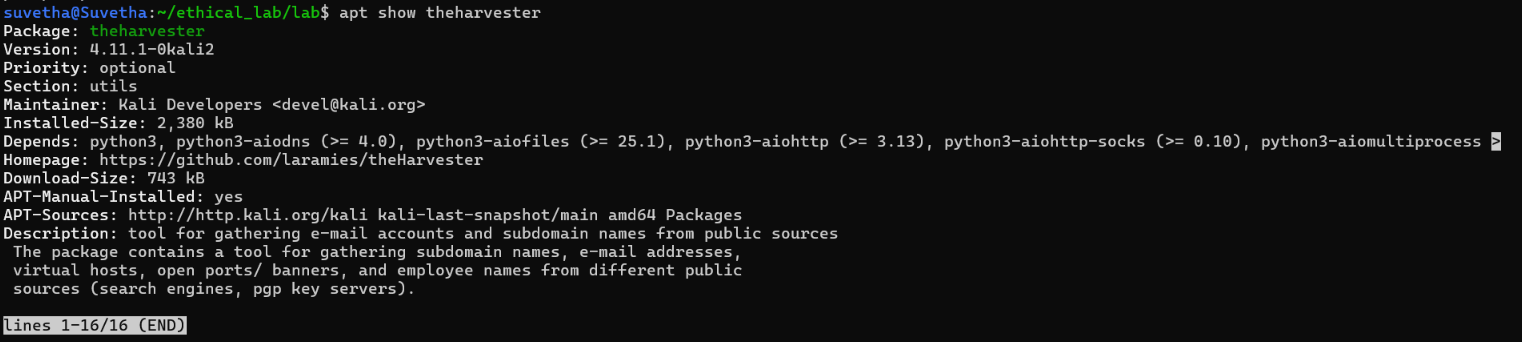 suvetha@Suvetha:~/ethical_lab/lab$ apt show theharvester
Package: theharvester
Version: 4.11.1-0kali2
Priority: optional
Section: utils
Maintainer: Kali Developers <devel@kali.org>
Installed-Size: 2,380 kB
Depends: python3, python3-aiodns (>= 4.0), python3-aiofiles (>= 25.1), python3-aiohttp (>= 3.13), python3-aiohttp-socks (>= 0.10), python3-aiomultiprocess >
Homepage: https://github.com/laramies/theHarvester
Download-Size: 743 kB
APT-Manual-Installed: yes
APT-Sources: http://http.kali.org/kali kali-last-snapshot/main amd64 Packages
Description: tool for gathering e-mail accounts and subdomain names from public sources
 The package contains a tool for gathering subdomain names, e-mail addresses,
 virtual hosts, open ports/ banners, and employee names from different public
 sources (search engines, pgp key servers).
lines 1-16/16 (END)